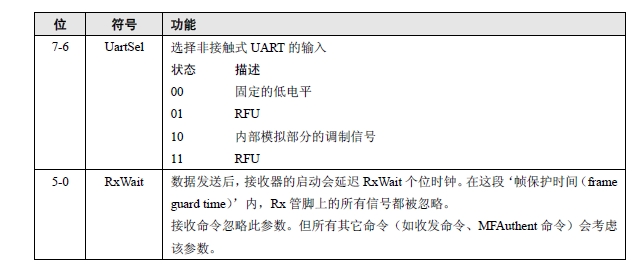 位 符号 功能
7-6 UartSel 选择非接触式 UART 的输入
状态 描述
00 固定的低电平
01 RFU
10 内部模拟部分的调制信号
11 RFU
5-0 RxWait 数据发送后，接收器的启动会延迟 RxWait 个位时钟。在这段‘帧保护时间（frame
guard time）’内，Rx 管脚上的所有信号都被忽略。
接收命令忽略此参数。但所有其它命令（如收发命令、MFAuthent 命令）会考虑
该参数。